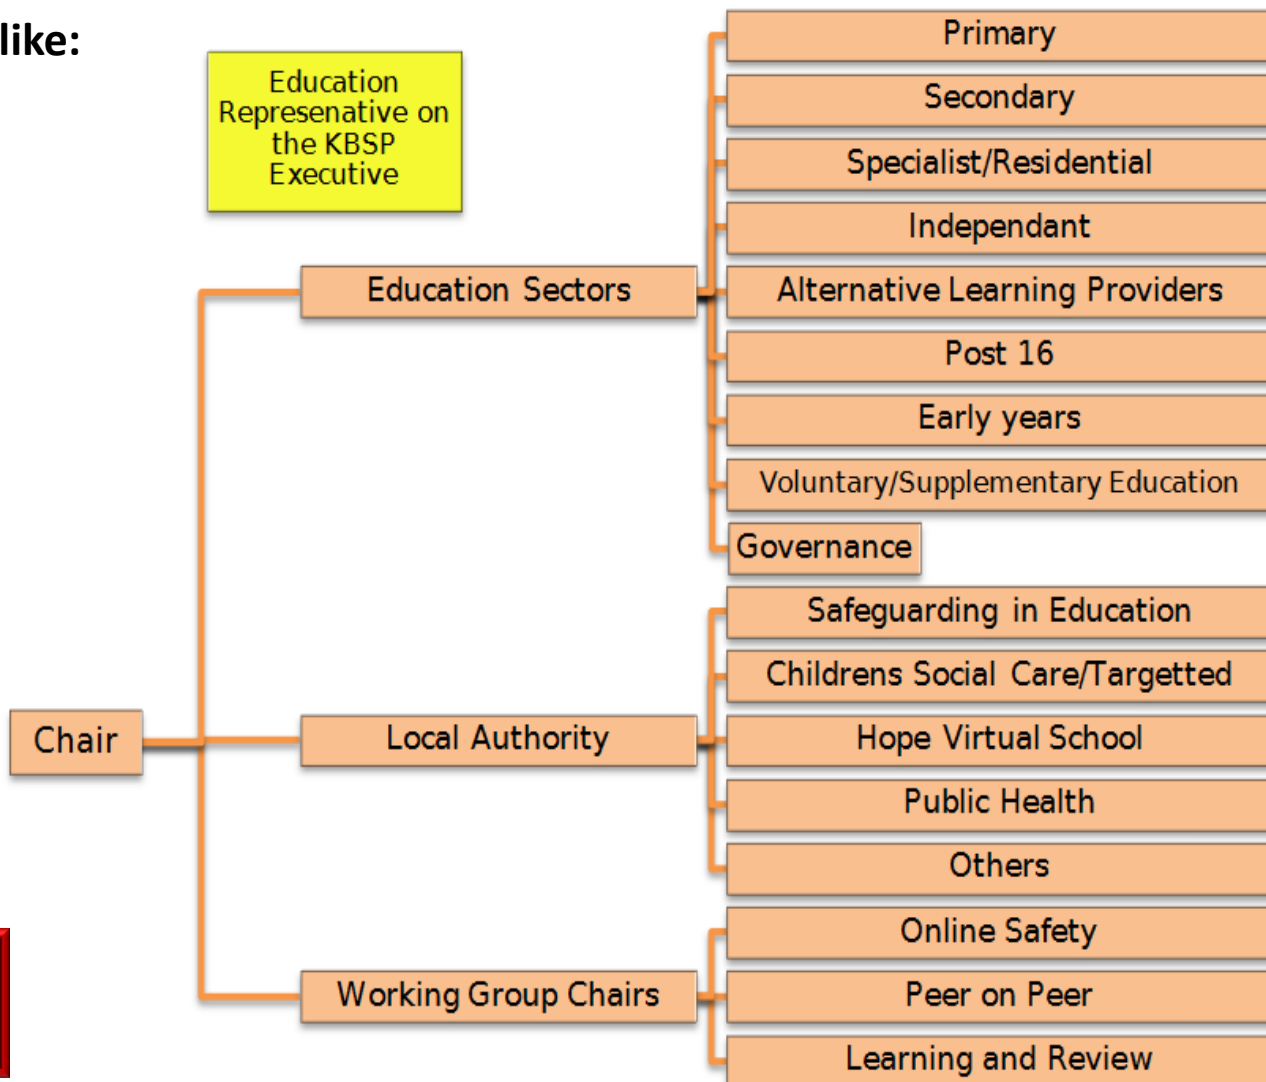 like:
Education
Represenative on
the KBSP
Executive
Primary
Secondary
Specialist/Residential
Independant
Education Sectors
Alternative Learning Providers
Post 16
Early years
Voluntary/Supplementary Education
Governance
Safeguarding in Education
Childrens Social Care/Targetted
Chair
Local Authority
Hope Virtual School
Public Health
Others
Online Safety
Working Group Chairs
Peer on Peer
Learning and Review